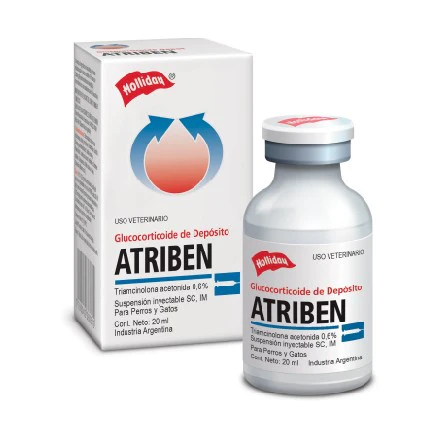 Holliday®
USO VETERINARIO
Glucocorticoide de Depósito
ATRIBEN
Triamcinolona acetonida 0,6%
Suspensión injectable SC, IM
Para Perros y Gatos
Cont. Neto: 20 ml
Industria Argentina
Holliday
USO VETERINARIO
Glucocorticoide de Depósito
ATRIBEN
Triamcinolona acetonida 0,6%
Suspensión injectable SC, IM
Para Perros y Gatos
Cont. Neto: 20 ml
Industria Argentina